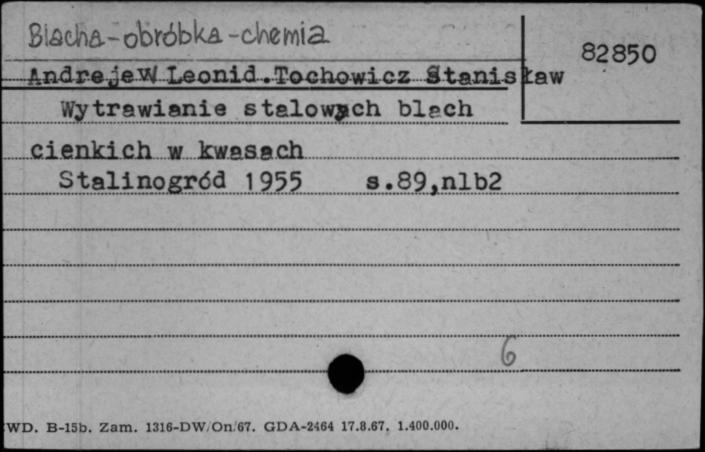 Blacha-obróbka-chemia
82850
Andrejew Leonid.Tochowicz Stanisław
Wytrawianie stalowych blach
cienkich w kwasach
Stalinogród 1955 s.89,nlb2
6
WD. B-15b. Zam. 1316-DW/On/67. GDA-2464 17.8.67. 1.400.000.